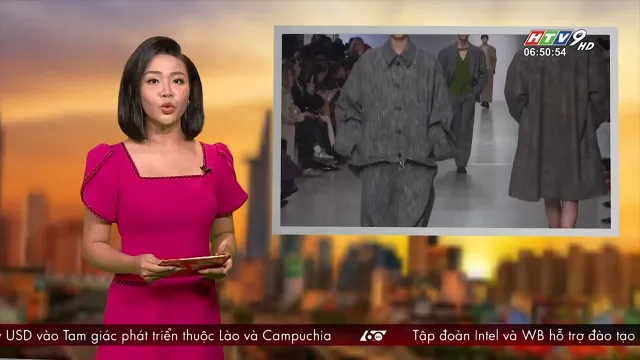 HTV9 HD
06:50:54
USD vào Tam giác phát triển thuộc Lào và Campuchia
Tập đoàn Intel và WB hỗ trợ đào tạo